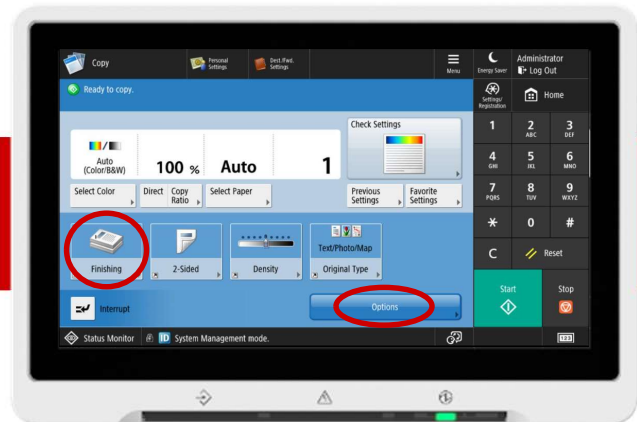 Copy
Personal
Settings
Dest./Fwd.
Settings
Menu
Energy Saver
Administrator
Log Out
Ready to copy.
Settings/
Registration
Home
Check Settings
Auto
(Color/B&W)
100 %
Auto
1
Select Color
Direct
Copy
Ratio
Select Paper
Previous
Settings
Favorite
Settings
Finishing
2-Sided
Density
Text/Photo/Map
Original Type
Interrupt
Options
Status Monitor
ID System Management mode.
1
2
ABC
3
DEF
4
GHI
5
JKL
6
MNO
7
PQRS
8
TUV
9
WXYZ
*
0
#
C
Reset
Start
Stop
123